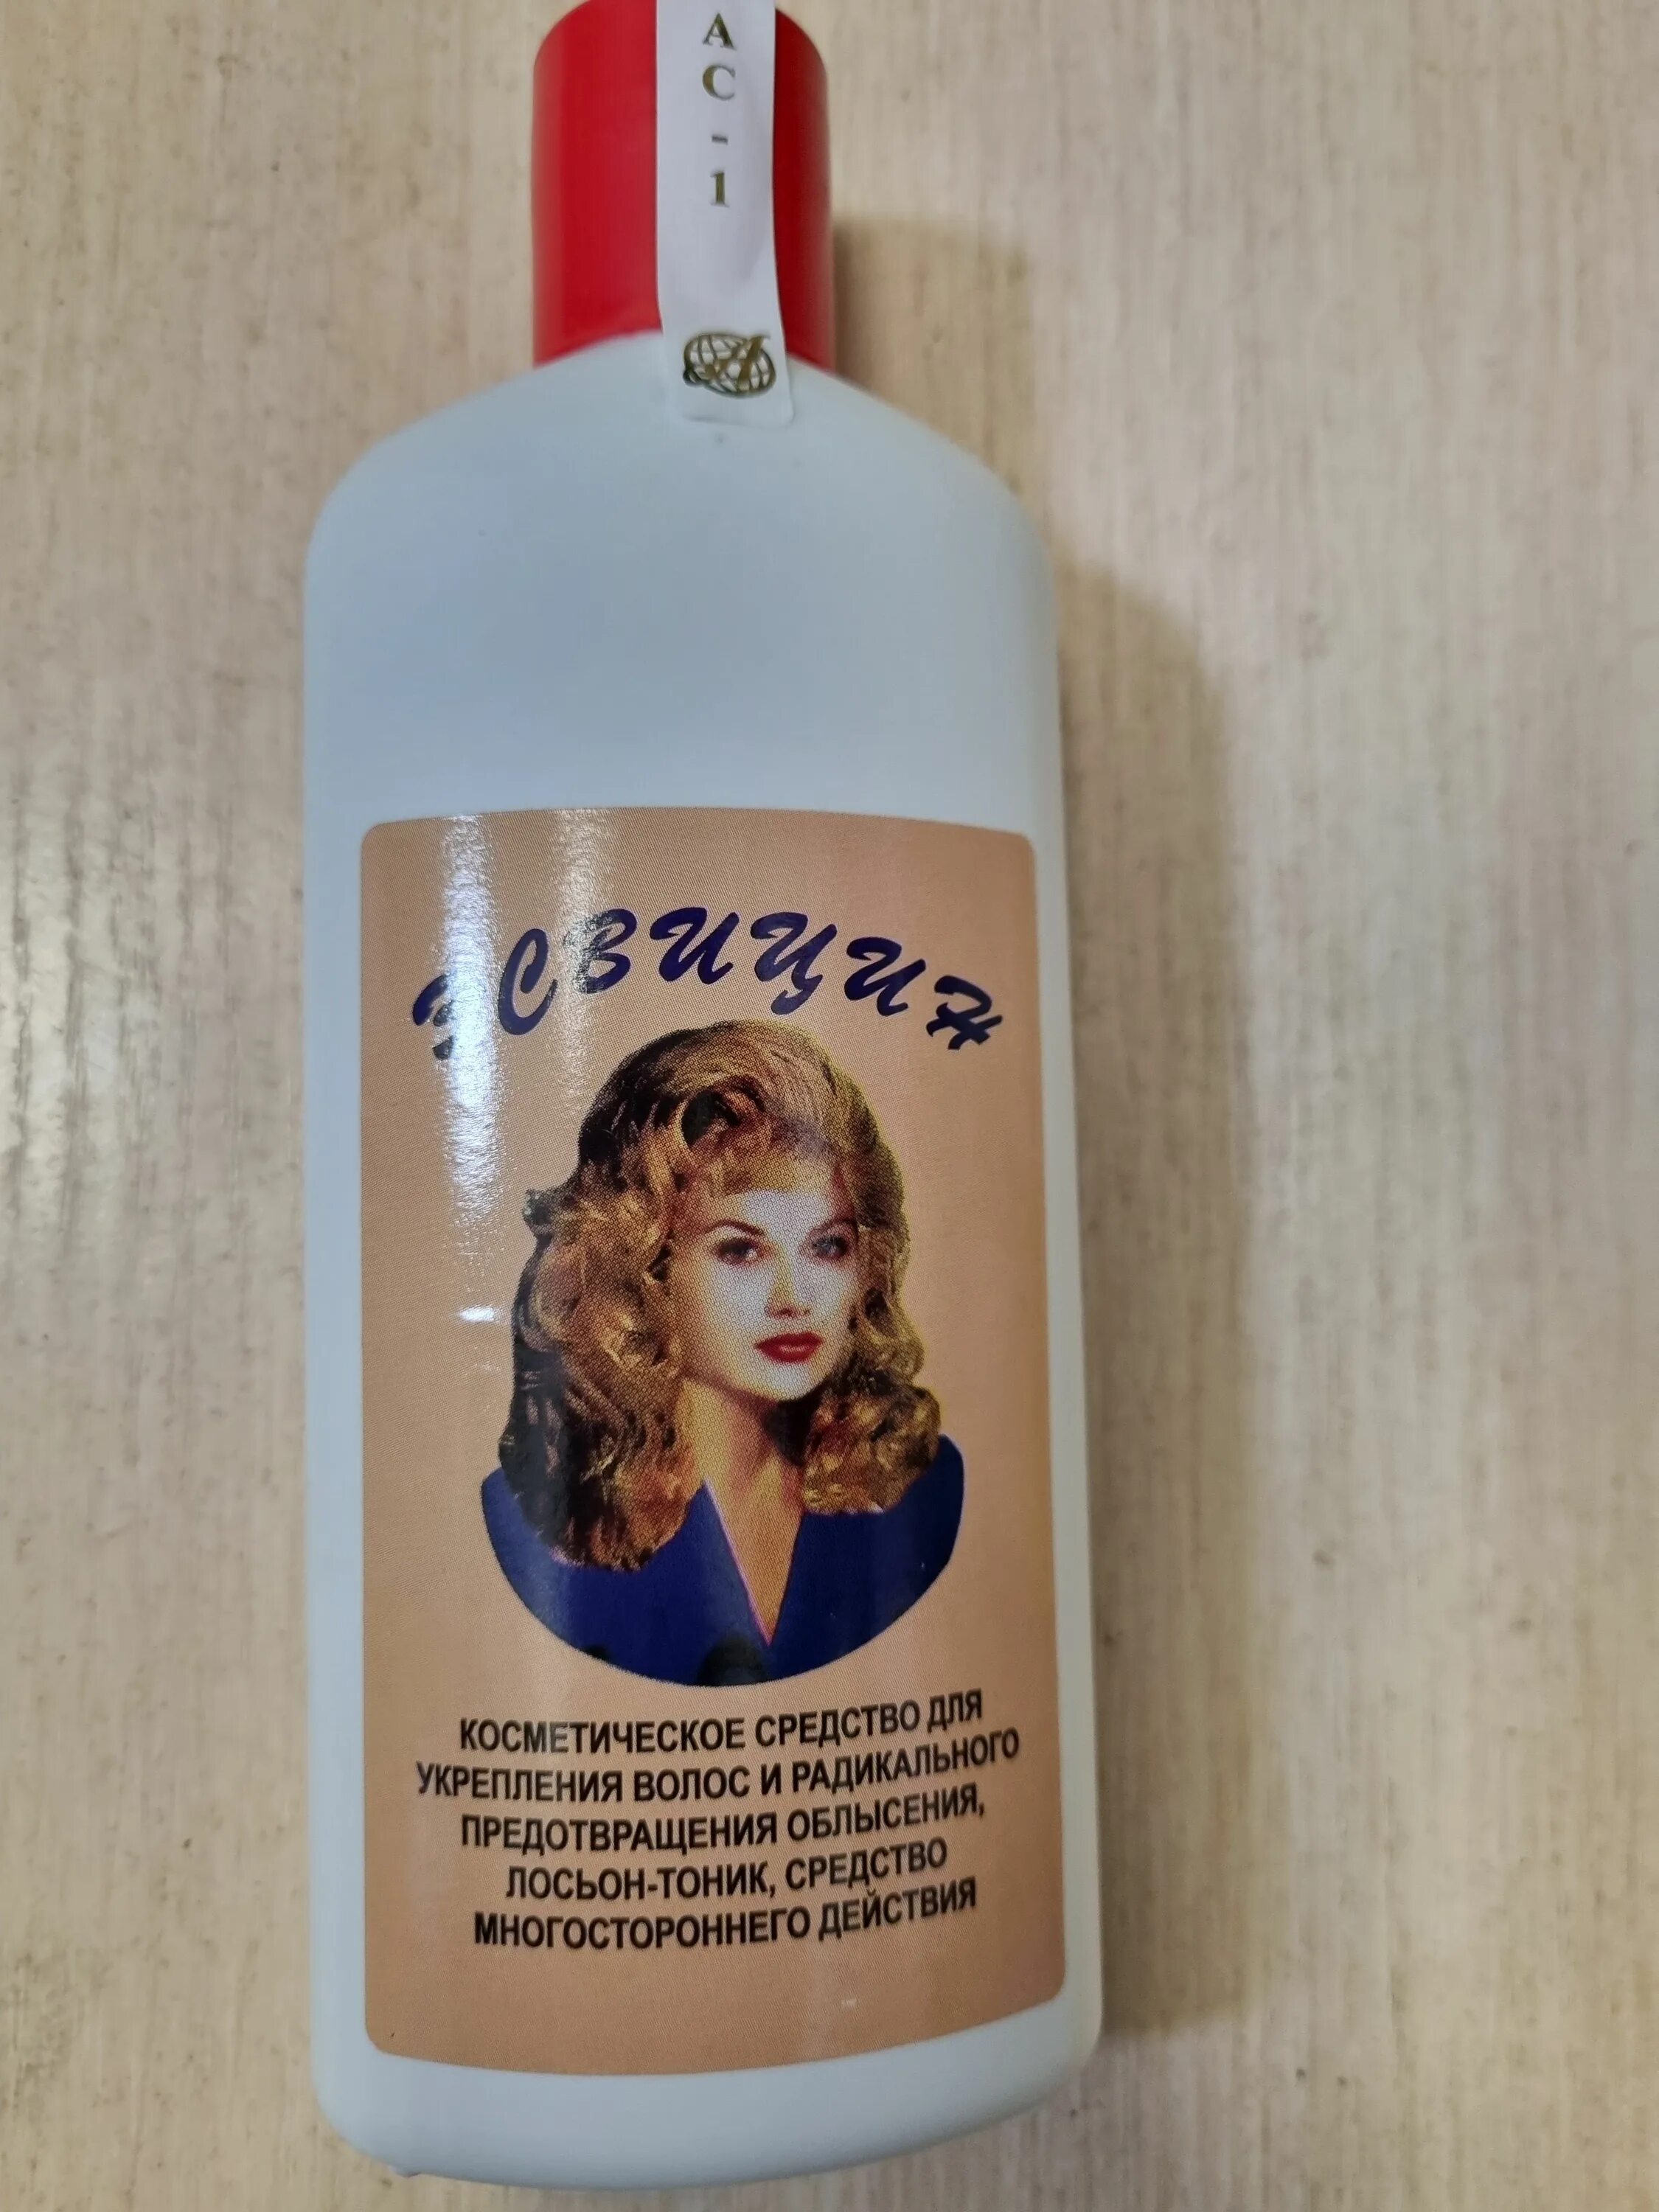 АС-1
ЭСВИЦИН
КОСМЕТИЧЕСКОЕ СРЕДСТВО ДЛЯ
УКРЕПЛЕНИЯ ВОЛОС И РАДИКАЛЬНОГО
ПРЕДОТВРАЩЕНИЯ ОБЛЫСЕНИЯ,
ЛОСЬОН-ТОНИК, СРЕДСТВО
МНОГОСТОРОННЕГО ДЕЙСТВИЯ